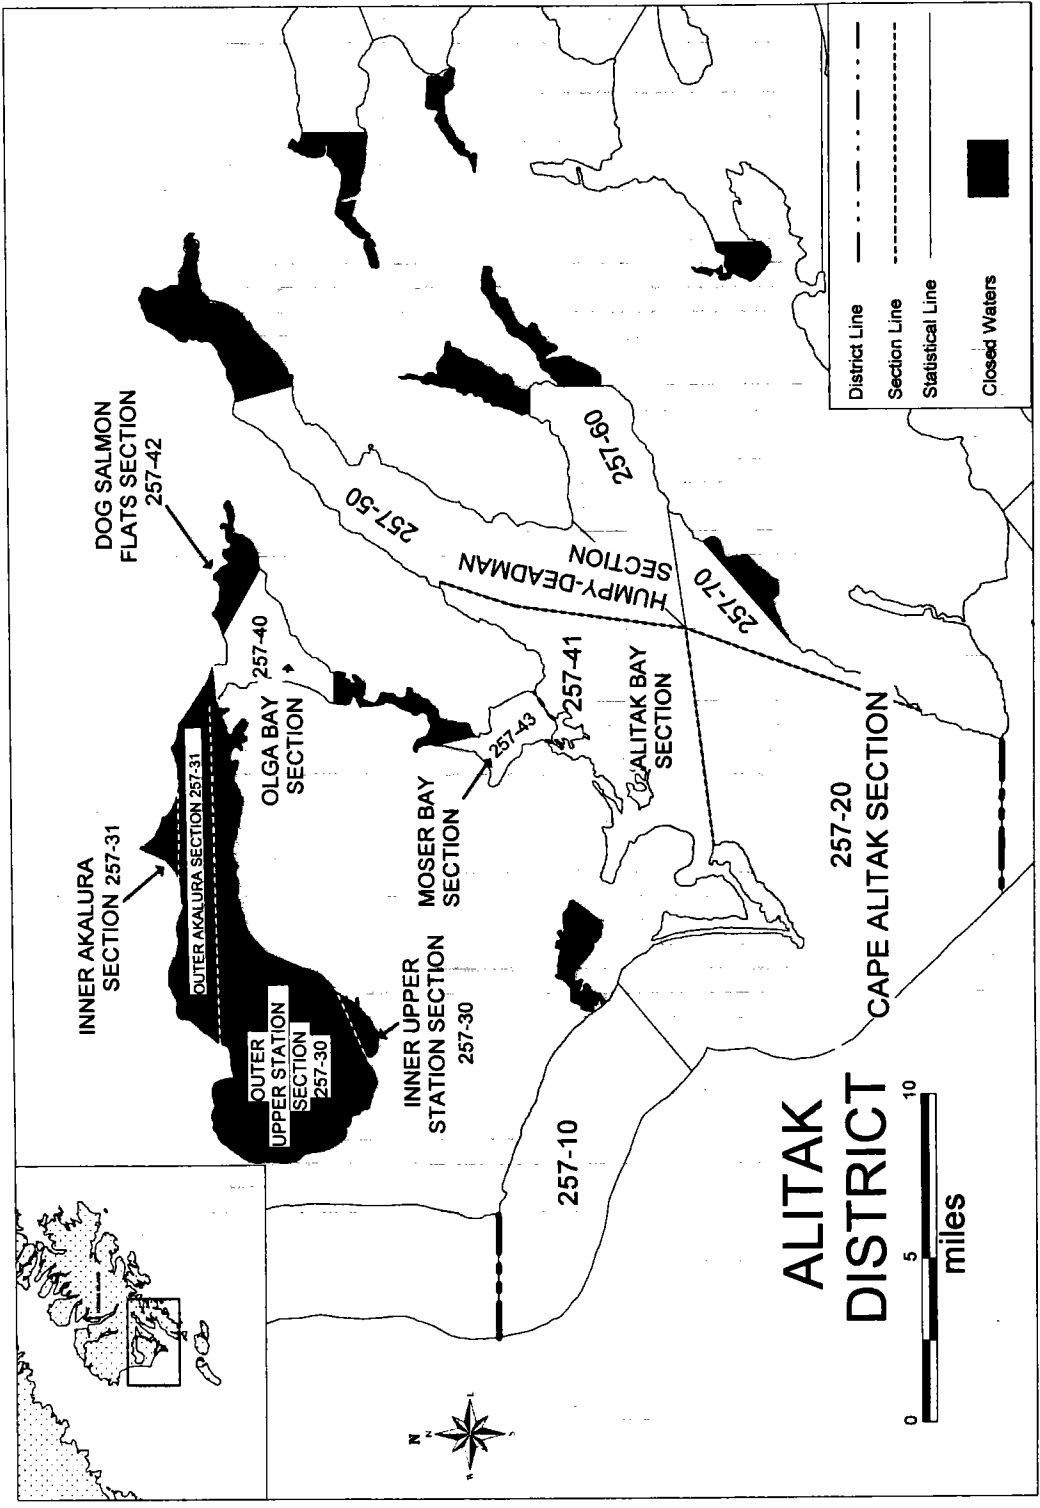 DOG SALMON
FLATS SECTION
257-42
INNER AKALURA
SECTION 257-31
OUTER AKALURA SECTION 257-31
257-40
OLGA BAY
SECTION
257-50
HUMPY-DEADMAN
SECTION
257-60
257-70
257-41
ALITAK BAY
SECTION
257-43
MOSER BAY
SECTION
OUTER
UPPER STATION
SECTION
257-30
INNER UPPER
STATION SECTION
257-30
257-10
257-20
CAPE ALITAK SECTION
ALITAK
DISTRICT
0
5
10
miles
N
N
S
District Line
Section Line
Statistical Line
Closed Waters